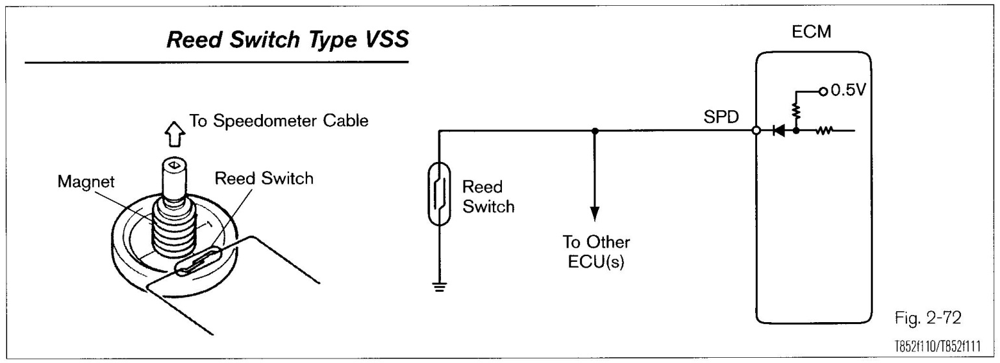 Reed Switch Type VSS
To Speedometer Cable
Magnet
Reed Switch
ECM
0.5V
SPD
Reed
Switch
To Other
ECU(s)
Fig. 2-72
T852f110/T852f111